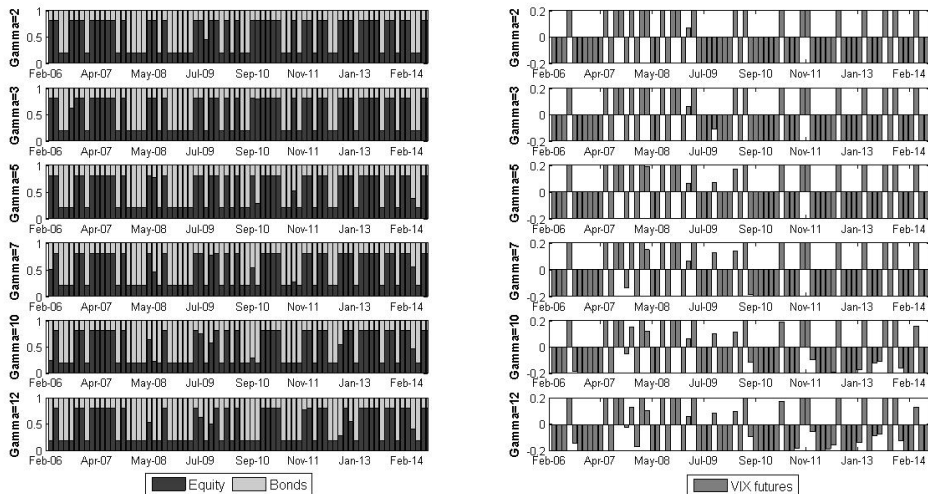 Gamma=2
1
0.5
0
Feb-06 Apr-07 May-08 Jul-09 Sep-10 Nov-11 Jan-13 Feb-14
Gamma=3
1
0.5
0
Feb-06 Apr-07 May-08 Jul-09 Sep-10 Nov-11 Jan-13 Feb-14
Gamma=5
1
0.5
0
Feb-06 Apr-07 May-08 Jul-09 Sep-10 Nov-11 Jan-13 Feb-14
Gamma=7
1
0.5
0
Feb-06 Apr-07 May-08 Jul-09 Sep-10 Nov-11 Jan-13 Feb-14
Gamma=10
1
0.5
0
Feb-06 Apr-07 May-08 Jul-09 Sep-10 Nov-11 Jan-13 Feb-14
Gamma=12
1
0.5
0
Feb-06 Apr-07 May-08 Jul-09 Sep-10 Nov-11 Jan-13 Feb-14
Equity Bonds
Gamma=2
0.2
0
-0.2
Feb-06 Apr-07 May-08 Jul-09 Sep-10 Nov-11 Jan-13 Feb-14
Gamma=3
0.2
0
-0.2
Feb-06 Apr-07 May-08 Jul-09 Sep-10 Nov-11 Jan-13 Feb-14
Gamma=5
0.2
0
-0.2
Feb-06 Apr-07 May-08 Jul-09 Sep-10 Nov-11 Jan-13 Feb-14
Gamma=7
0.2
0
-0.2
Feb-06 Apr-07 May-08 Jul-09 Sep-10 Nov-11 Jan-13 Feb-14
Gamma=10
0.2
0
-0.2
Feb-06 Apr-07 May-08 Jul-09 Sep-10 Nov-11 Jan-13 Feb-14
Gamma=12
0.2
0
-0.2
Feb-06 Apr-07 May-08 Jul-09 Sep-10 Nov-11 Jan-13 Feb-14
VIX futures